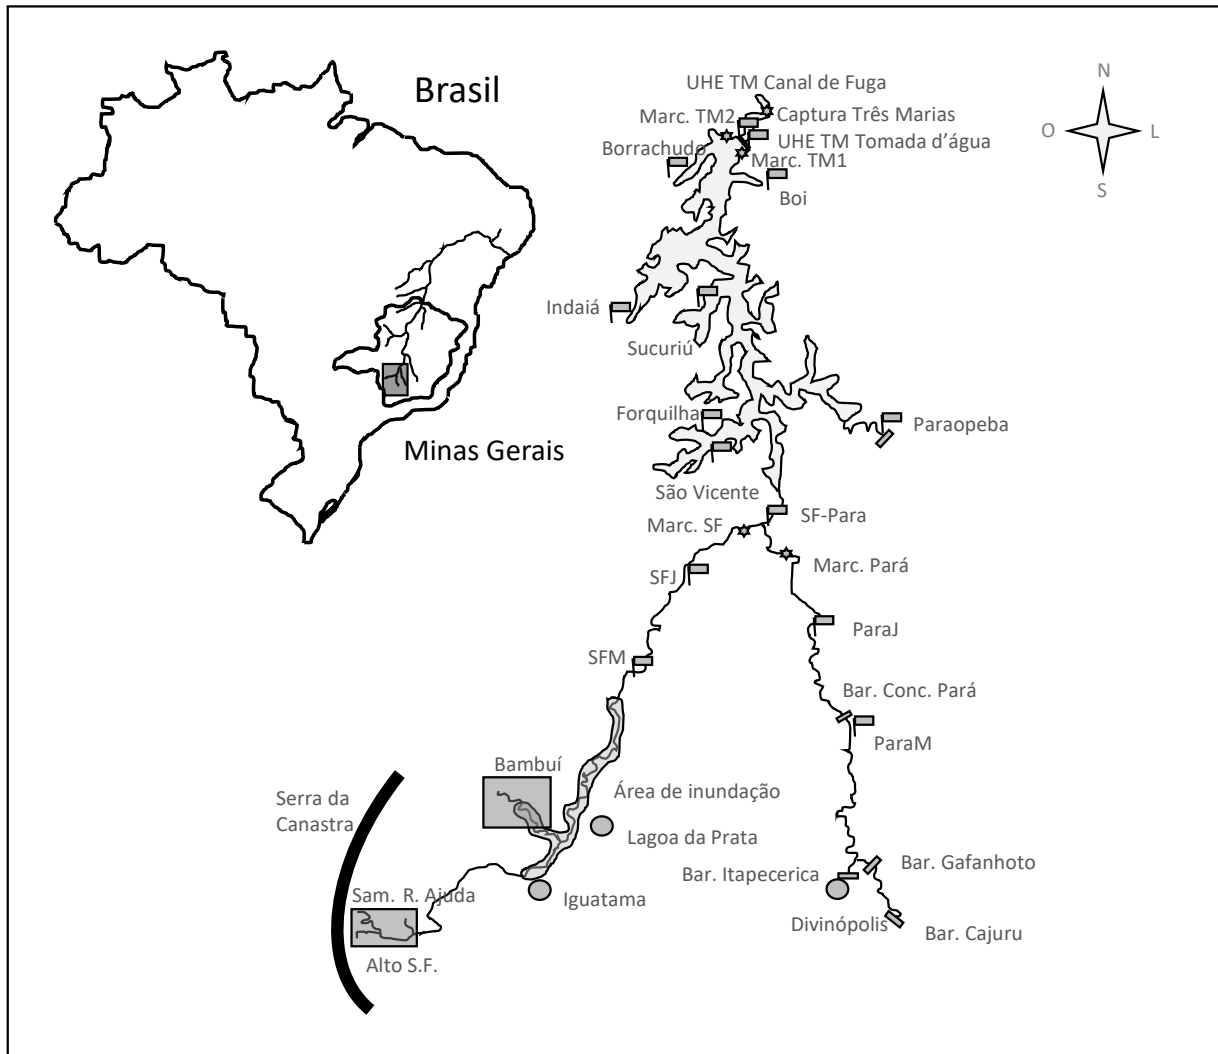 Brasil
Minas Gerais
UHE TM Canal de Fuga
Marc. TM2
Captura Três Marias
UHE TM Tomada d'água
Borrachudo
Marc. TM1
Boi
N
O
L
S
Indaiá
Sucuriú
Forquilha
Paraopeba
São Vicente
SF-Para
Marc. SF
Marc. Pará
SFJ
ParaJ
SFM
Bar. Conc. Pará
ParaM
Bambuí
Área de inundação
Serra da
Canastra
Lagoa da Prata
Bar. Gafanhoto
Bar. Itapecerica
Sam. R. Ajuda
Iguatama
Divinópolis
Bar. Cajuru
Alto S.F.